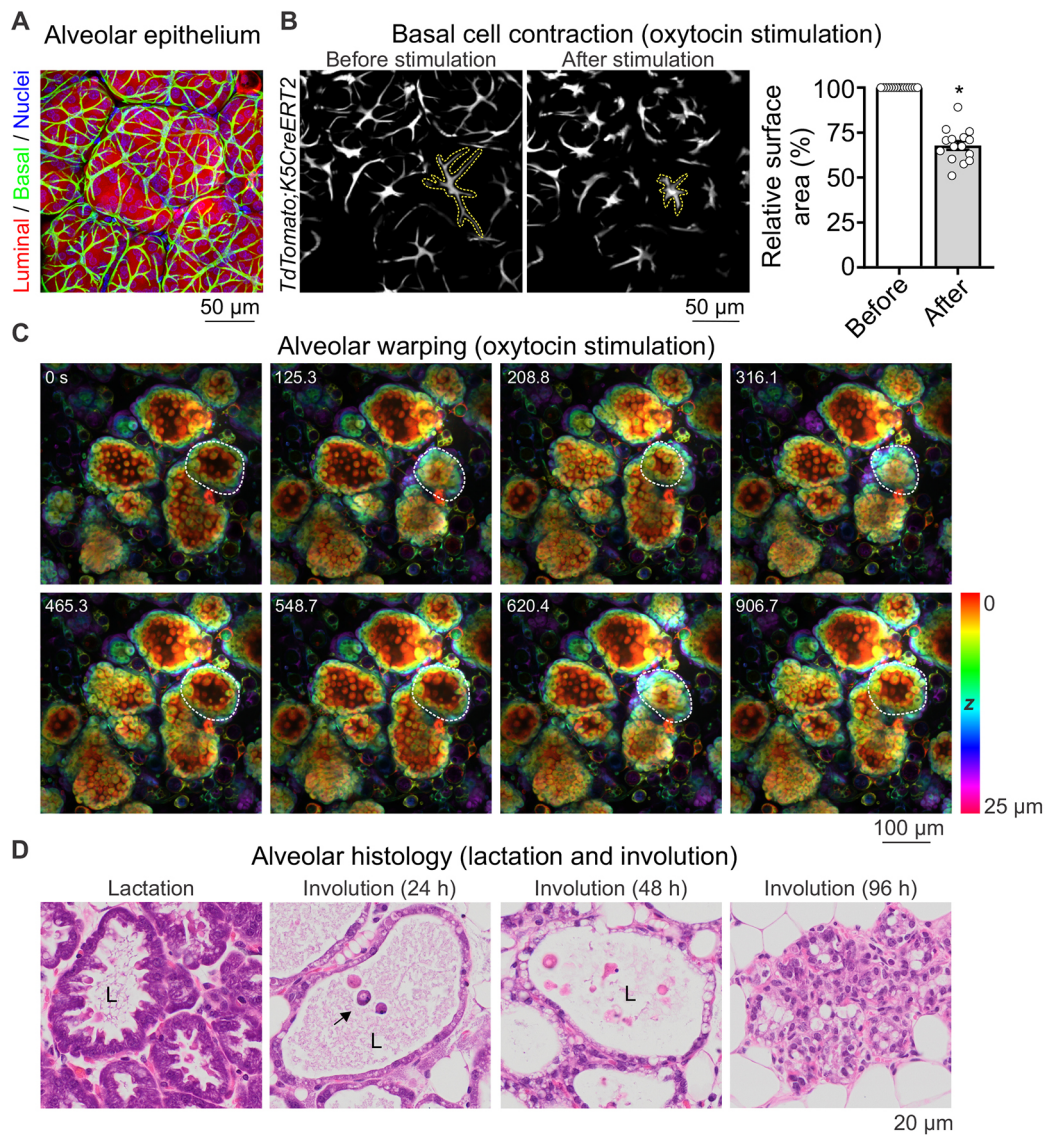 A
Alveolar epithelium
Luminal / Basal / Nuclei
50 µm
B
Basal cell contraction (oxytocin stimulation)
Before stimulation
After stimulation
TdTomato;K5CreERT2
50 µm
Relative surface
area (%)
100
75
50
25
0
*
Before
After
C
Alveolar warping (oxytocin stimulation)
0 s
125.3
208.8
316.1
465.3
548.7
620.4
906.7
0
z
25 µm
100 µm
D
Alveolar histology (lactation and involution)
Lactation
Involution (24 h)
Involution (48 h)
Involution (96 h)
L
L
L
20 µm